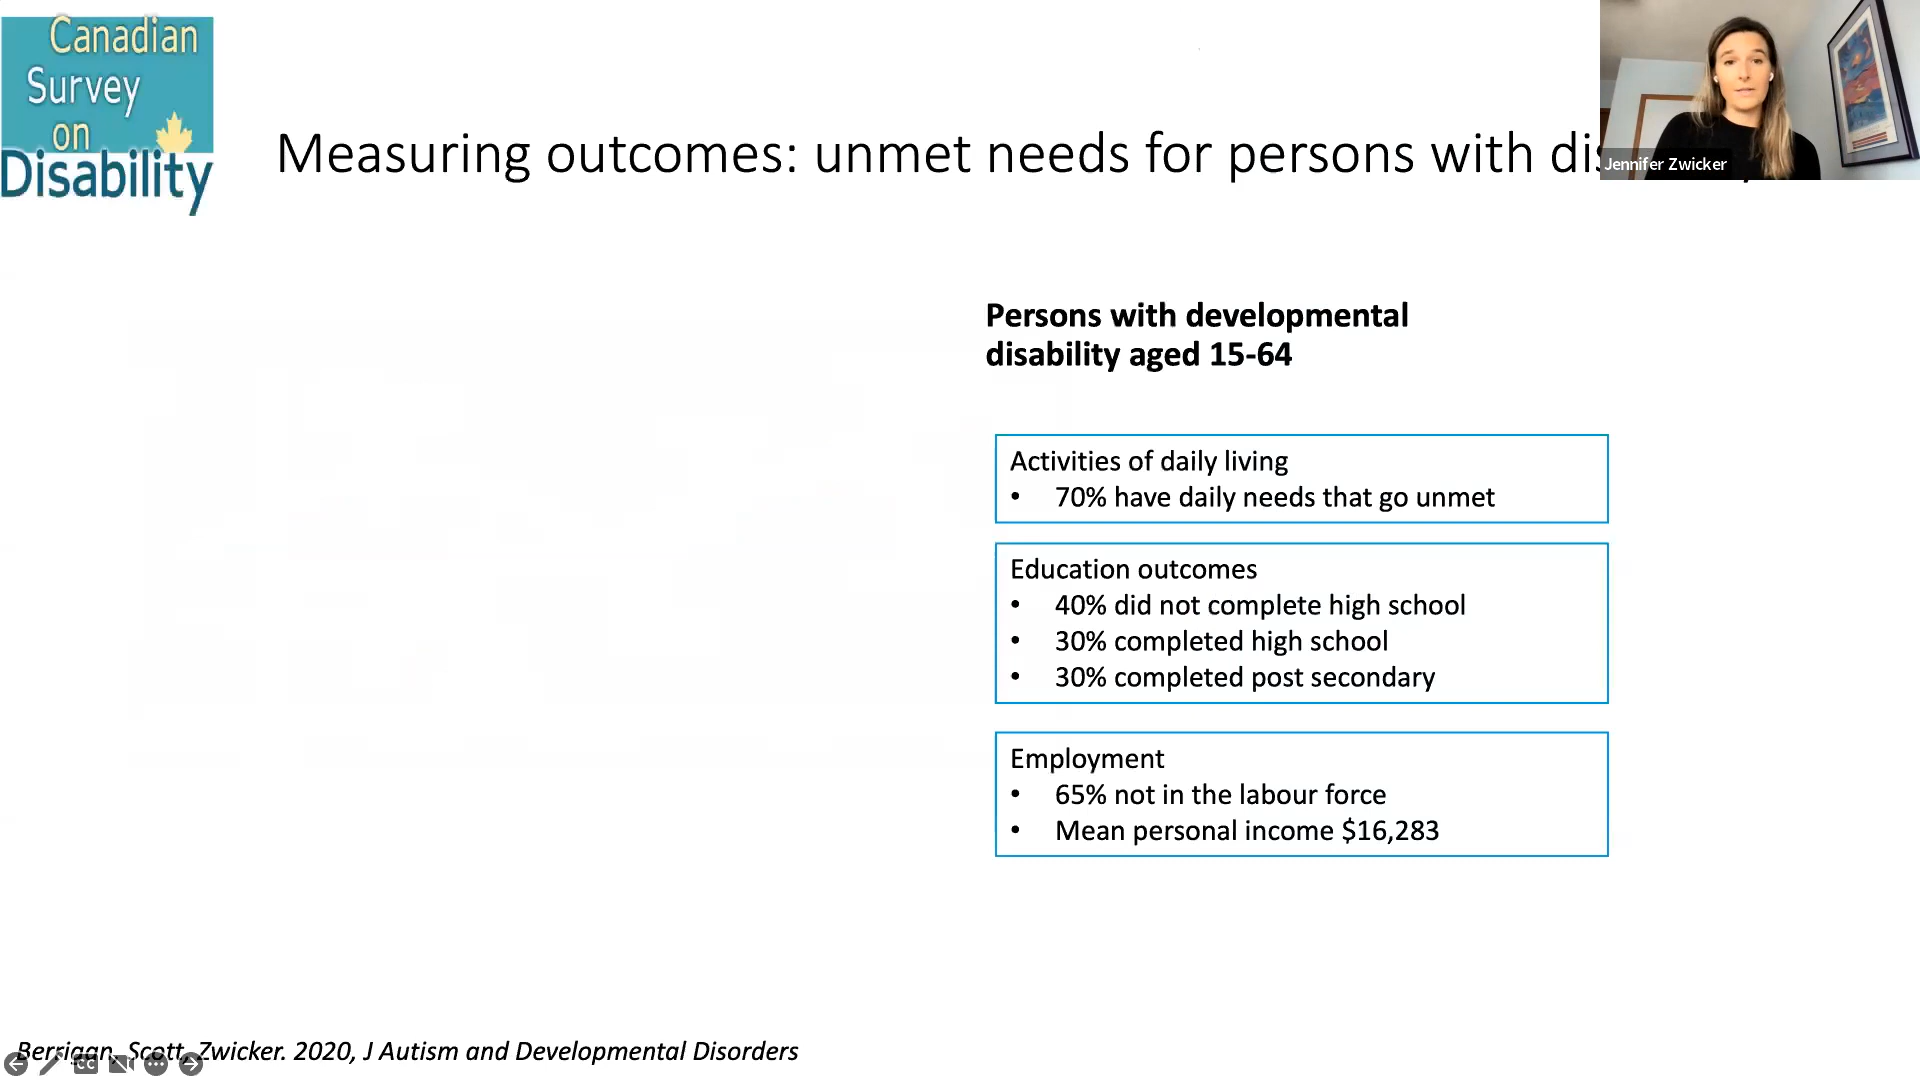 Canadian
Survey
on
Disability
Measuring outcomes: unmet needs for persons with
Jennifer Zwicker
Persons with developmental
disability aged 15-64
Activities of daily living
• 70% have daily needs that go unmet
Education outcomes
• 40% did not complete high school
• 30% completed high school
• 30% completed post secondary
Employment
• 65% not in the labour force
• Mean personal income $16,283
Berrigan, Scott, Zwicker. 2020, J Autism and Developmental Disorders
CC